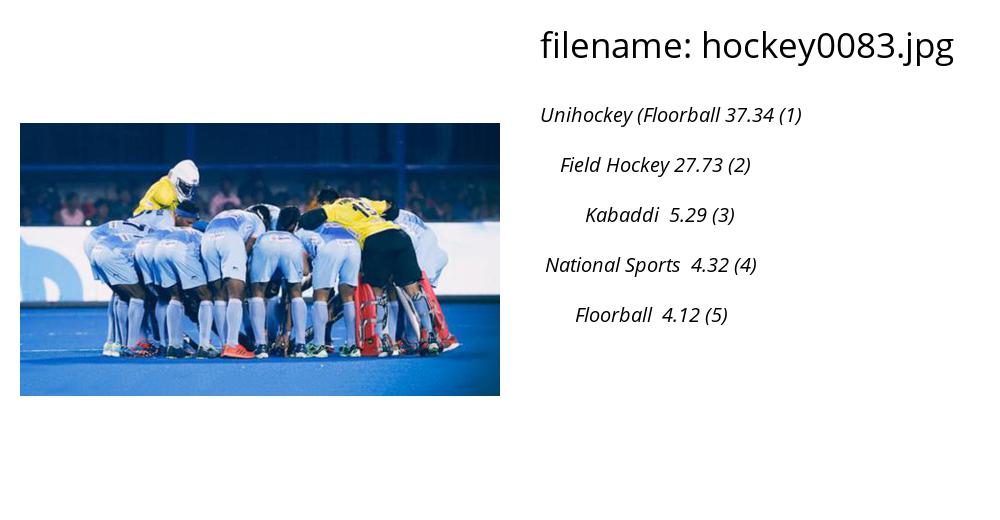 filename: hockey0083.jpg
Unihockey (Floorball 37.34 (1)
Field Hockey 27.73 (2)
Kabaddi 5.29 (3)
National Sports 4.32 (4)
Floorball 4.12 (5)